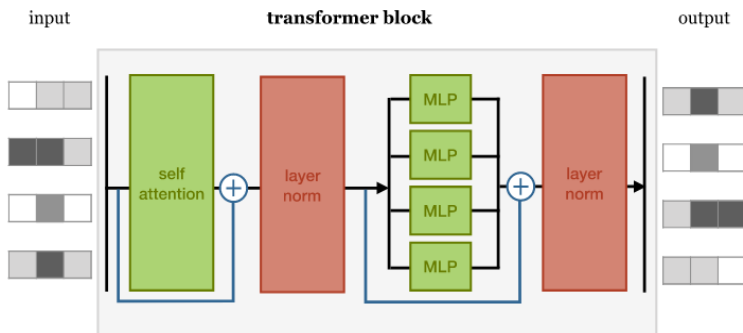 input
transformer block
output
self
attention
layer
norm
MLP
MLP
MLP
MLP
layer
norm